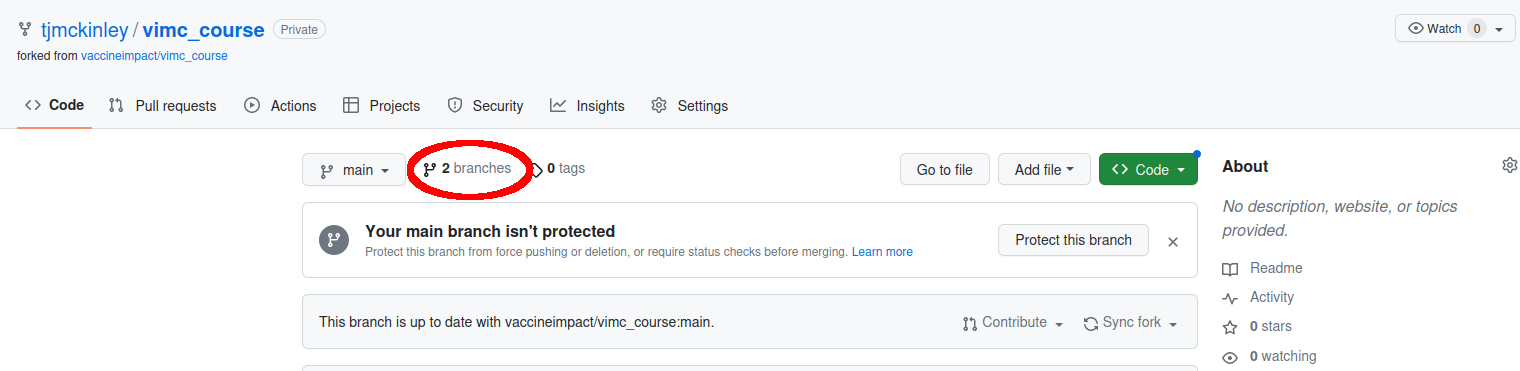 tjmckinley / vimc_course Private
Watch 0
forked from vaccineimpact/vimc_course
Code Pull requests Actions Projects Security Insights Settings
main 2 branches 0 tags Go to file Add file Code
About
Your main branch isn't protected
Protect this branch from force pushing or deletion, or require status checks before merging. Learn more
Protect this branch
No description, website, or topics
provided.
Readme
Activity
This branch is up to date with vaccineimpact/vimc_course:main. Contribute Sync fork
0 stars
0 watching